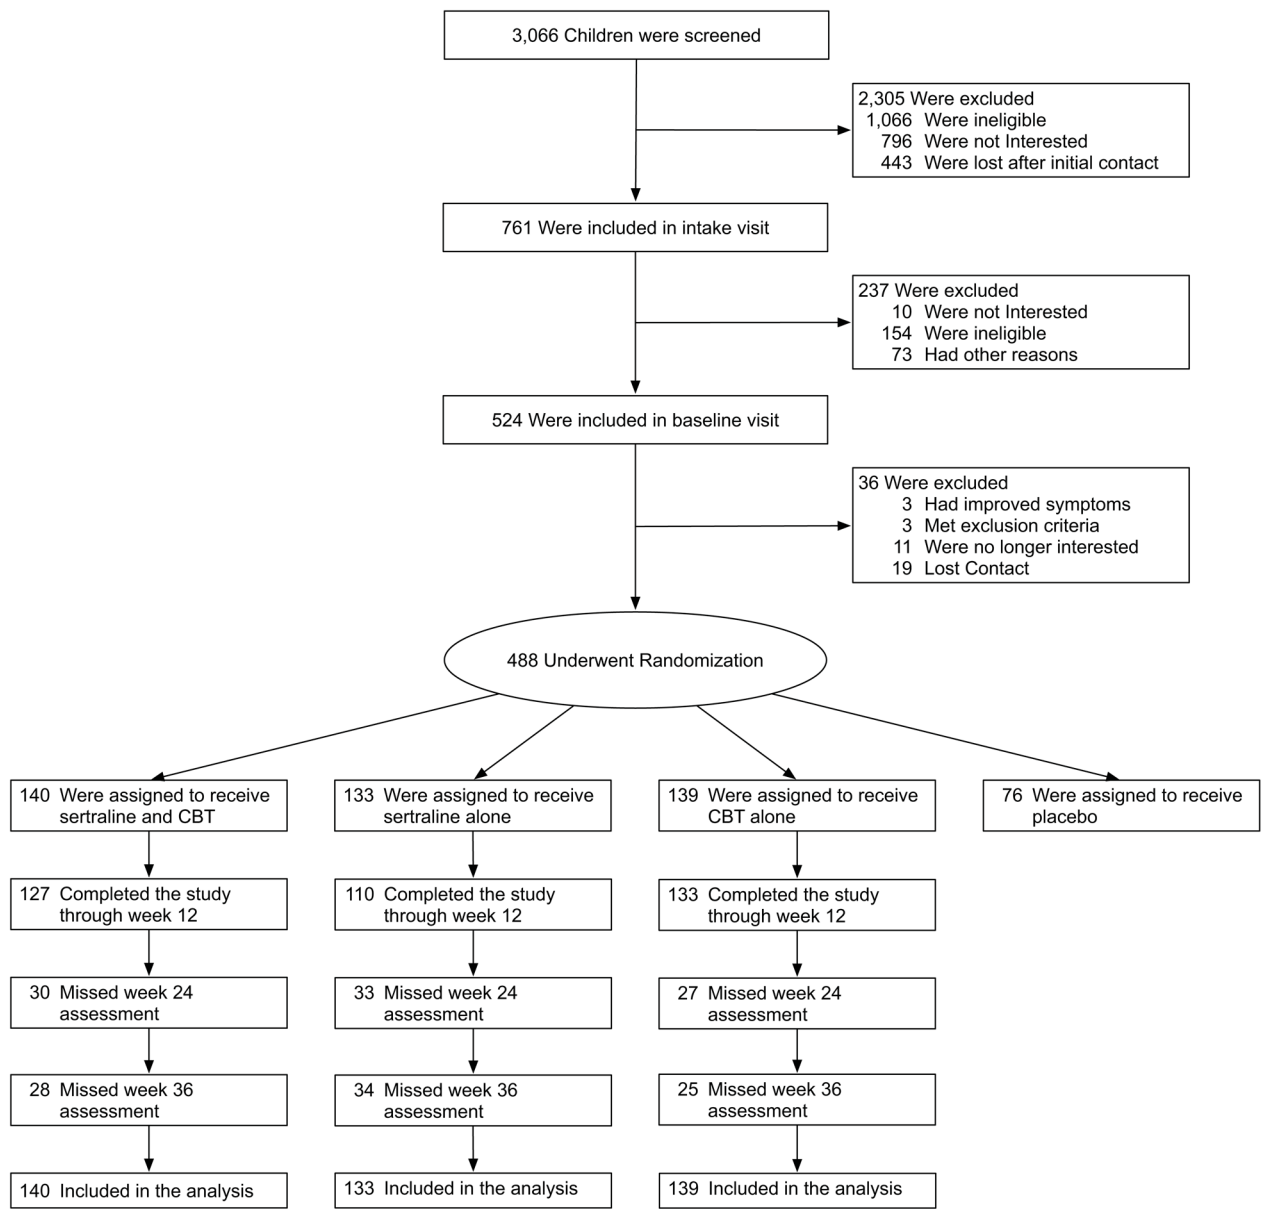 3,066 Children were screened
2,305 Were excluded
1,066 Were ineligible
796 Were not Interested
443 Were lost after initial contact
761 Were included in intake visit
237 Were excluded
10 Were not Interested
154 Were ineligible
73 Had other reasons
524 Were included in baseline visit
36 Were excluded
3 Had improved symptoms
3 Met exclusion criteria
11 Were no longer interested
19 Lost Contact
488 Underwent Randomization
140 Were assigned to receive
sertraline and CBT
133 Were assigned to receive
sertraline alone
139 Were assigned to receive
CBT alone
76 Were assigned to receive
placebo
127 Completed the study
through week 12
110 Completed the study
through week 12
133 Completed the study
through week 12
30 Missed week 24
assessment
33 Missed week 24
assessment
27 Missed week 24
assessment
28 Missed week 36
assessment
34 Missed week 36
assessment
25 Missed week 36
assessment
140 Included in the analysis
133 Included in the analysis
139 Included in the analysis